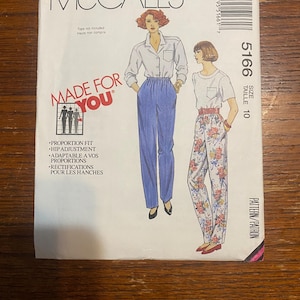 McCALL'S
5166
SIZE
TAILLE
10
MADE FOR
YOU
• PROPORTION FIT
• HIP ADJUSTMENT
• ADAPTABLE A VOS
PROPORTIONS
• RECTIFICATIONS
POUR LES HANCHES
PATTERN/PATRON